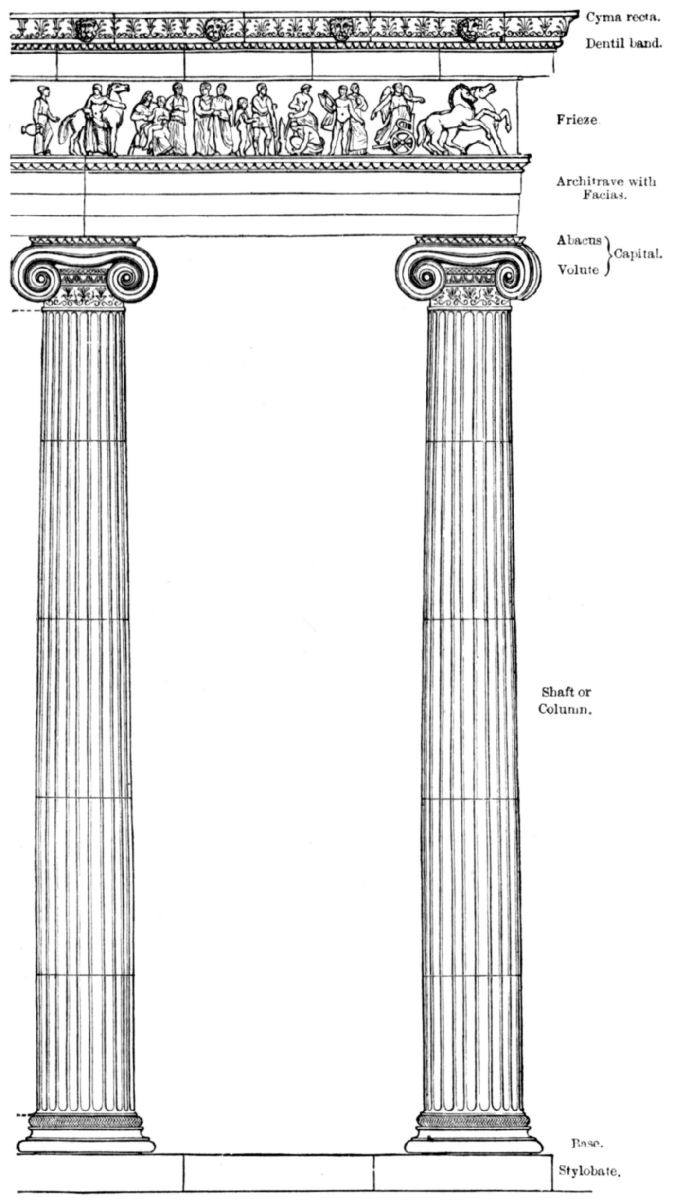 Cyma recta.
Dentil band.
Frieze
Architrave with
Facias.
Abacus
Capital.
Volute
Shaft or
Column.
Base.
Stylobate.